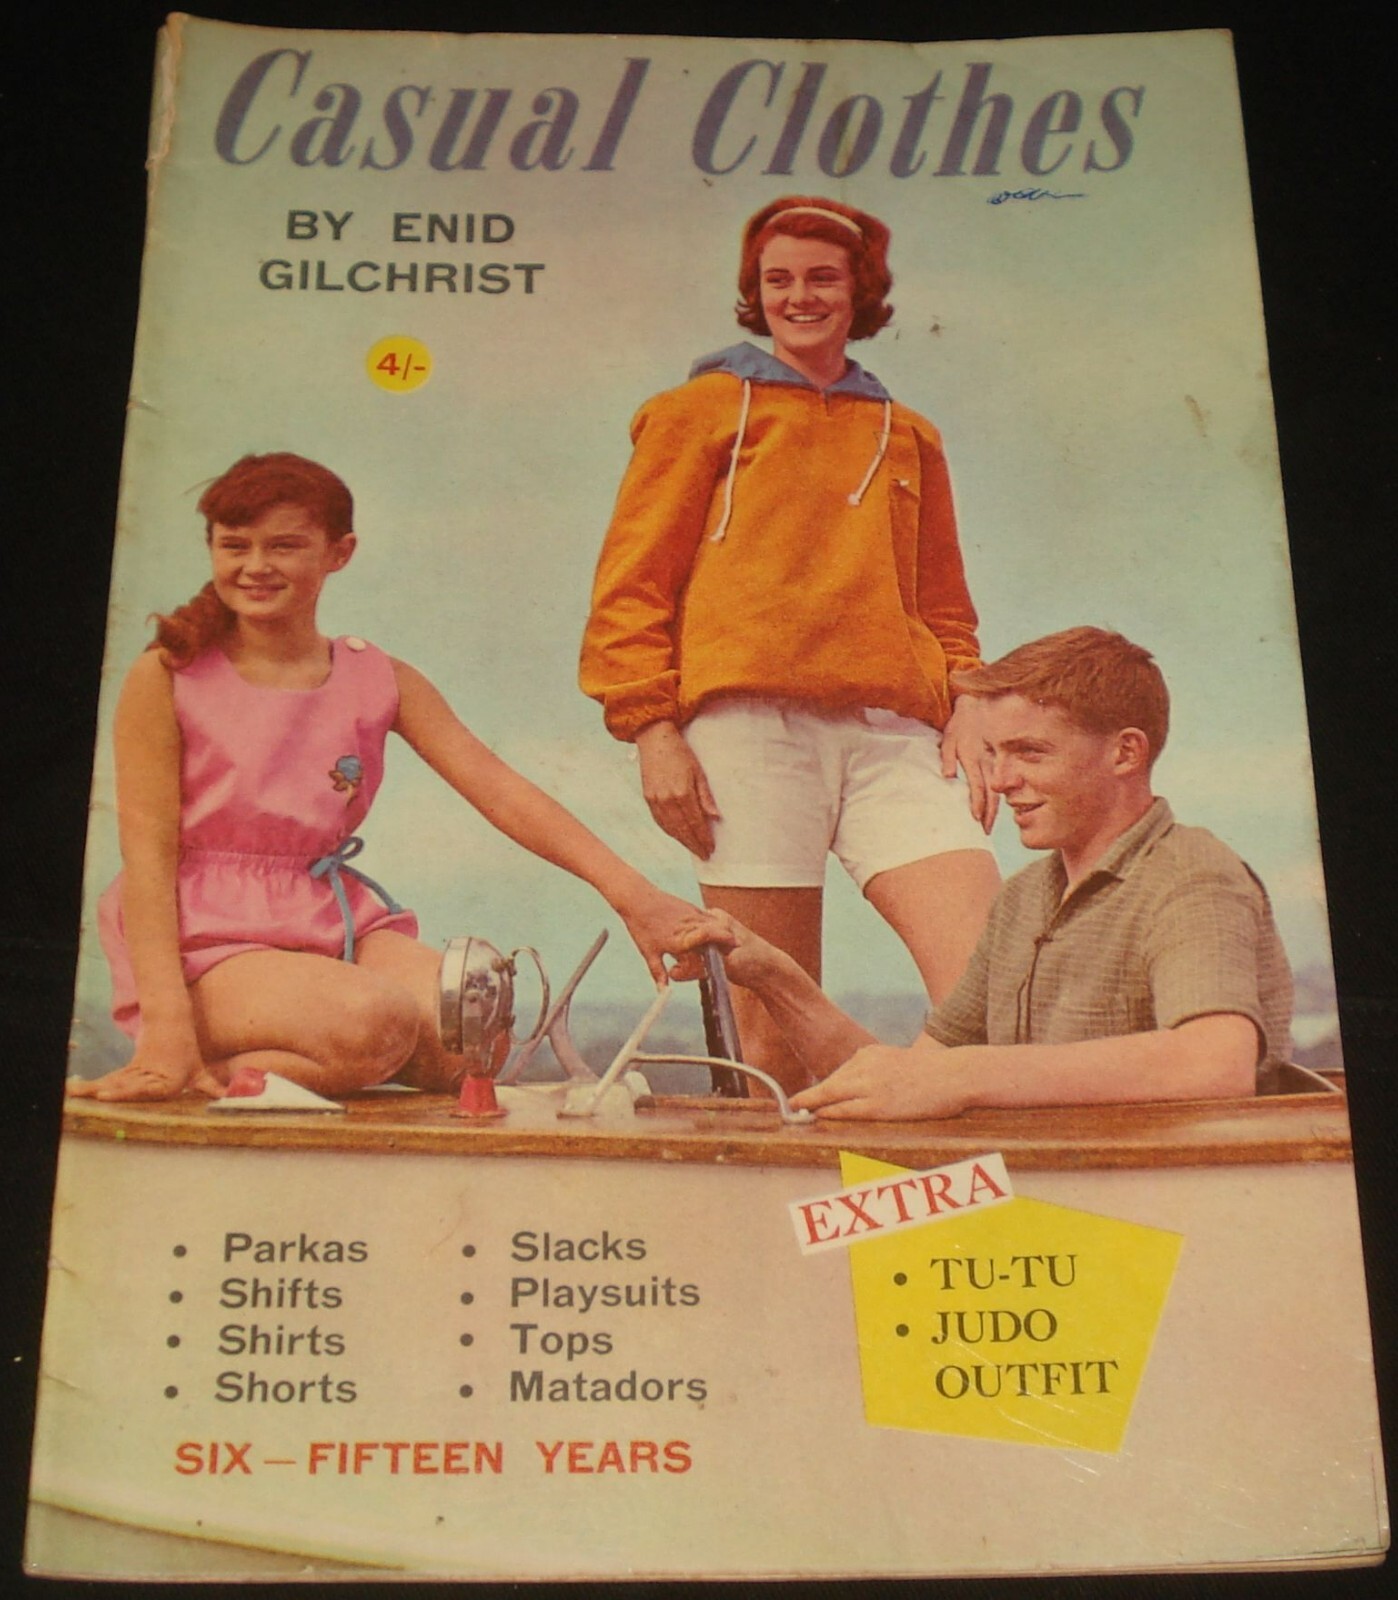 Casual Clothes
BY ENID
GILCHRIST
4/-
EXTRA
• TU-TU
• JUDO
OUTFIT
• Parkas
• Shifts
• Shirts
• Shorts
• Slacks
• Playsuits
• Tops
• Matadors
SIX — FIFTEEN YEARS